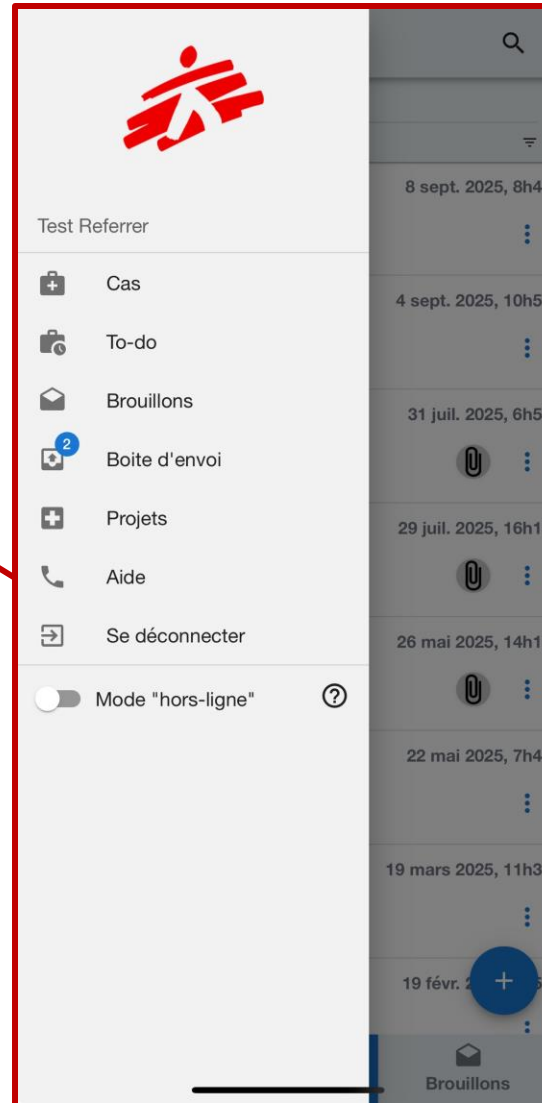 Test Referrer
Cas
To-do
Brouillons
2
Boite d'envoi
Projets
Aide
Se déconnecter
Mode "hors-ligne"
8 sept. 2025, 8h4
4 sept. 2025, 10h5
31 juil. 2025, 6h5
29 juil. 2025, 16h1
26 mai 2025, 14h1
22 mai 2025, 7h4
19 mars 2025, 11h3
19 févr.
Brouillons